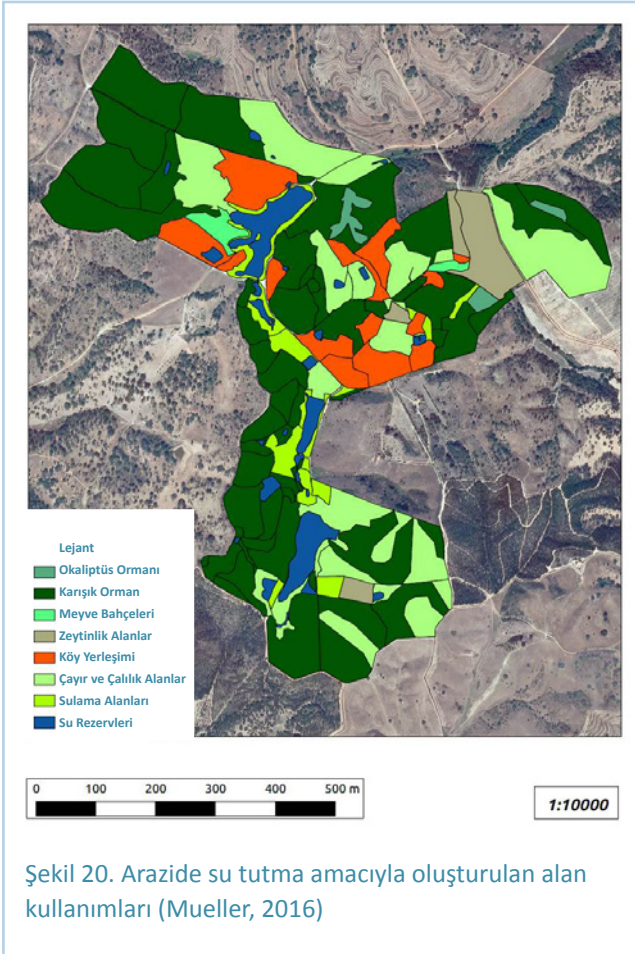 Lejant
Okaliptüs Ormanı
Karışık Orman
Meyve Bahçeleri
Zeytinlik Alanlar
Köy Yerleşimi
Çayır ve Çalılık Alanlar
Sulama Alanları
Su Rezervleri
0 100 200 300 400 500 m
1:10000
Şekil 20. Arazide su tutma amacıyla oluşturulan alan
kullanımları (Mueller, 2016)